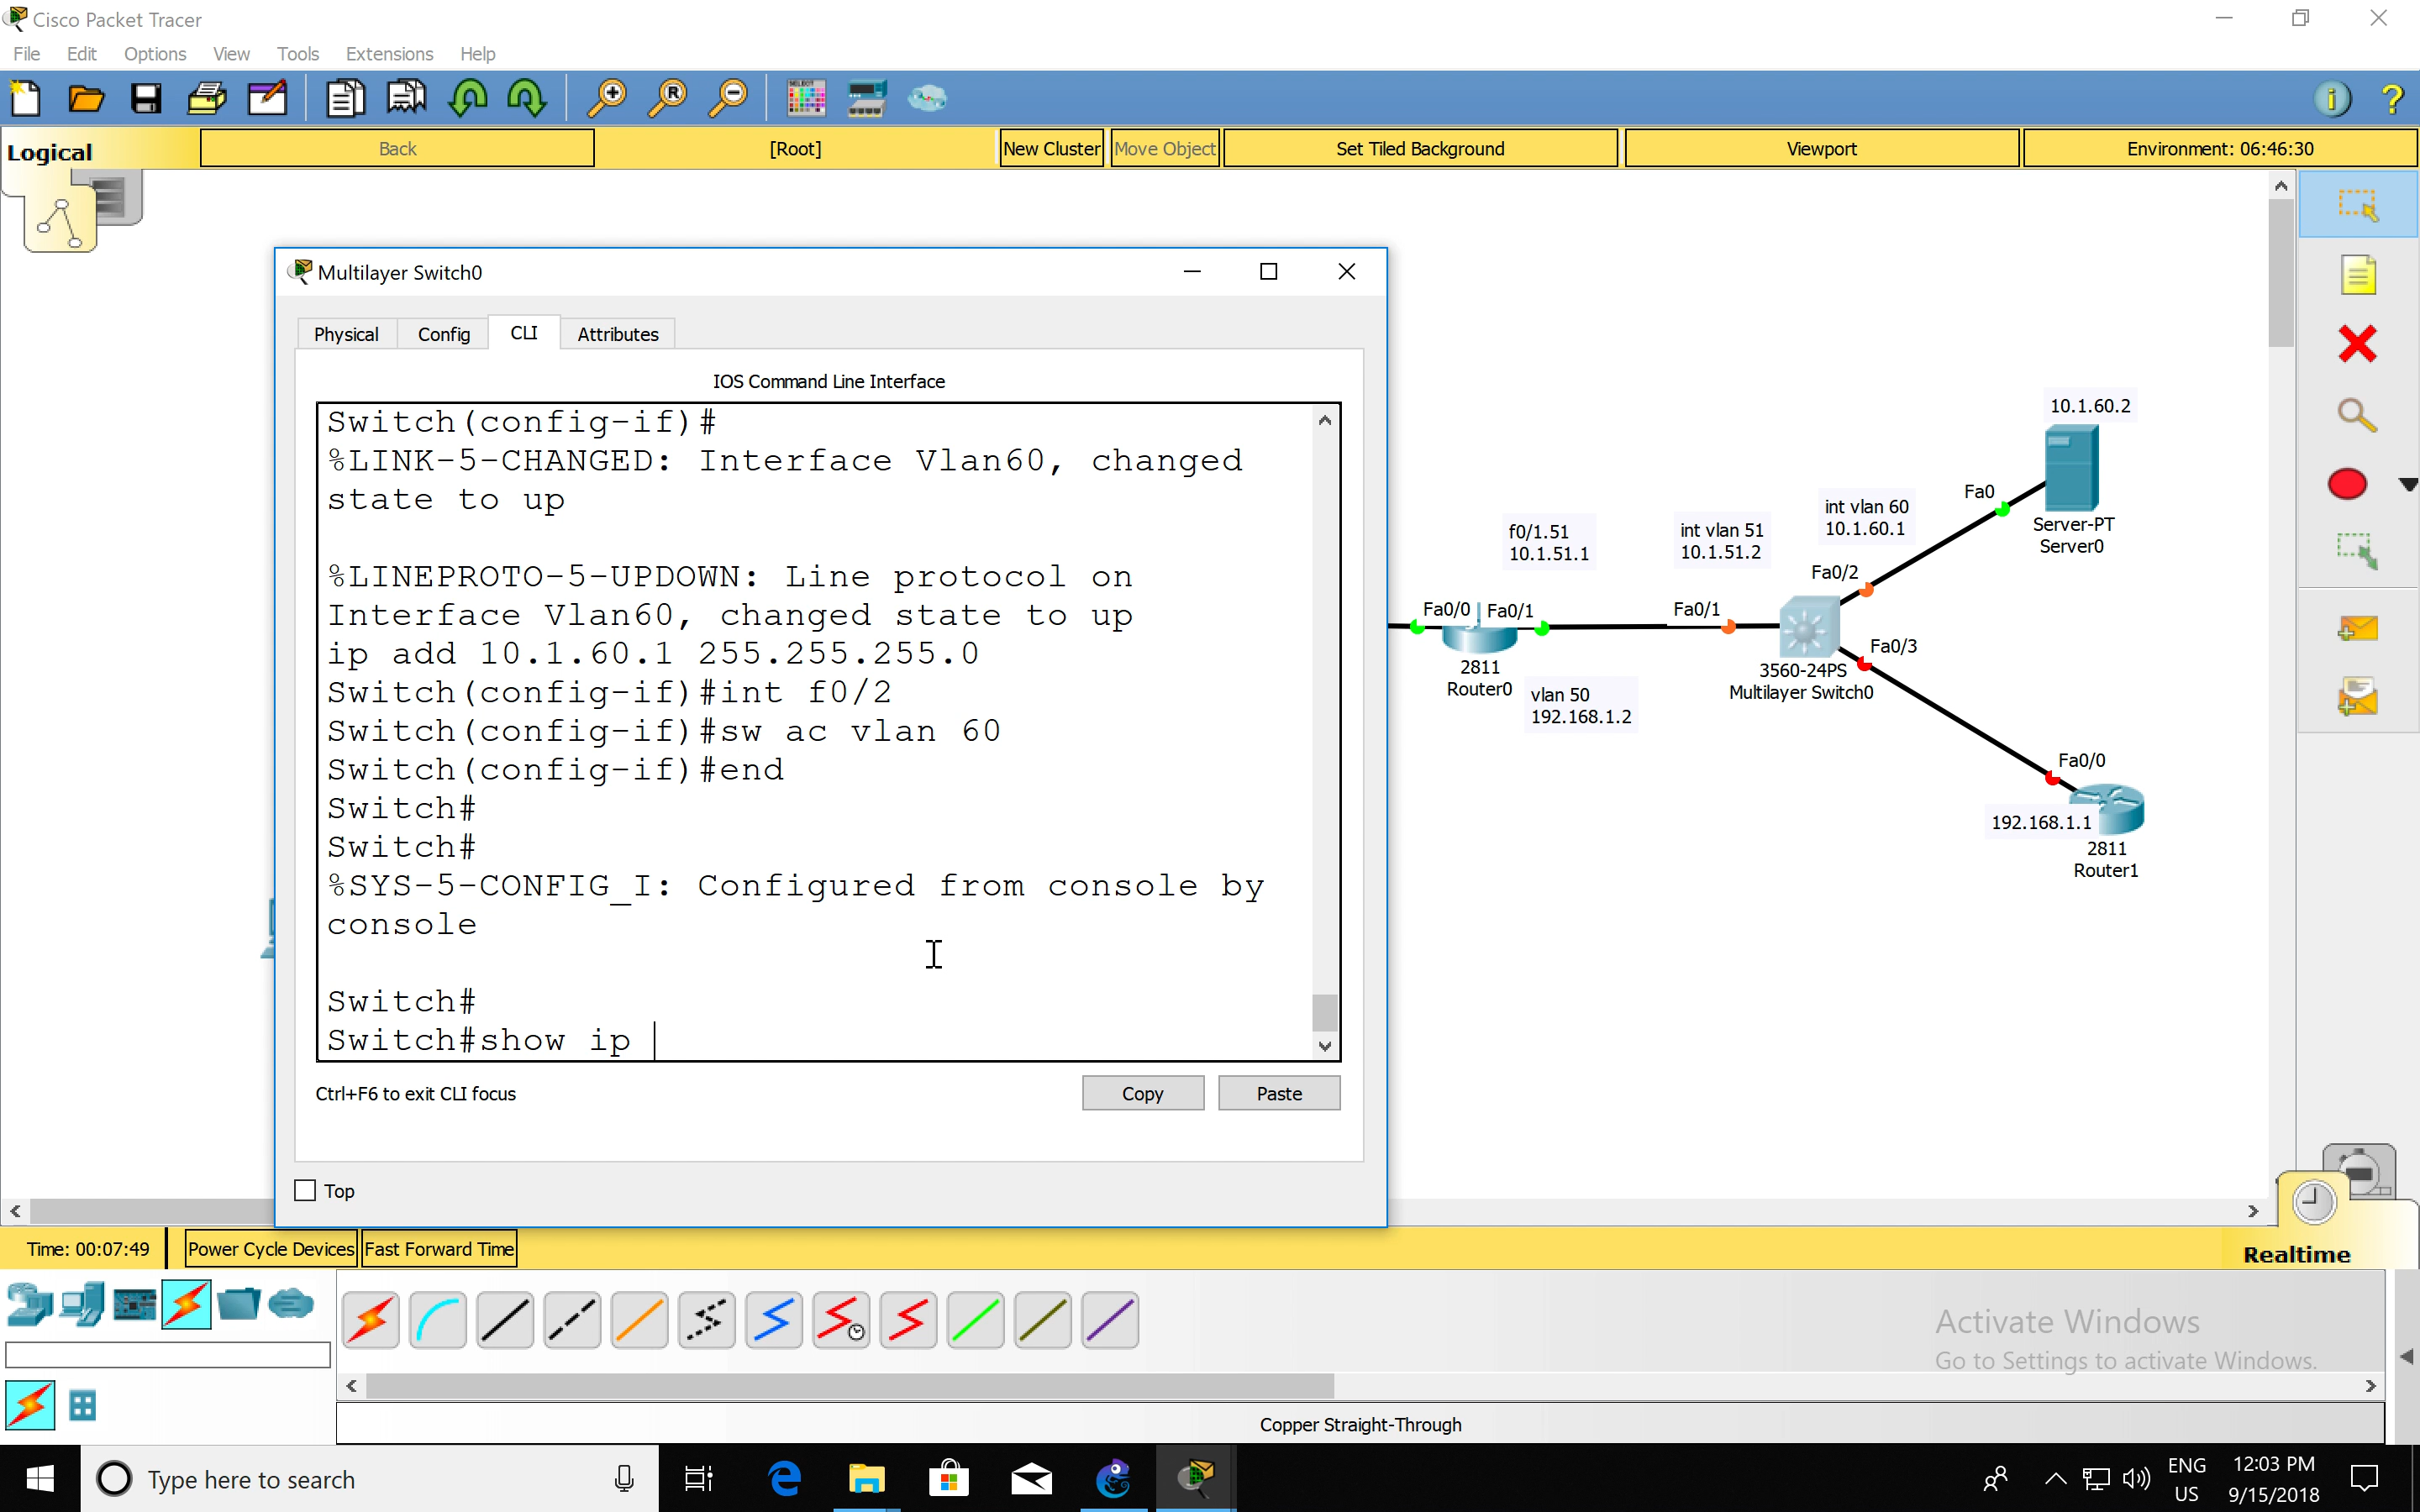 Cisco Packet Tracer
File Edit Options View Tools Extensions Help
Logical
Back
[Root]
New Cluster
Move Object
Set Tiled Background
Viewport
Environment: 06:46:30
Multilayer Switch0
Physical Config CLI Attributes
IOS Command Line Interface
Switch(config-if)#
%LINK-5-CHANGED: Interface Vlan60, changed
state to up
%LINEPROTO-5-UPDOWN: Line protocol on
Interface Vlan60, changed state to up
ip add 10.1.60.1 255.255.255.0
Switch(config-if)#int f0/2
Switch(config-if)#sw ac vlan 60
Switch(config-if)#end
Switch#
Switch#
%SYS-5-CONFIG_I: Configured from console by
console
Switch#
Switch#show ip
Ctrl+F6 to exit CLI focus
Copy
Paste
Top
10.1.60.2
Fa0
Server-PT
Server0
int vlan 60
10.1.60.1
f0/1.51
10.1.51.1
int vlan 51
10.1.51.2
Fa0/2
Fa0/0
Fa0/1
Fa0/1
Fa0/3
2811
Router0
vlan 50
192.168.1.2
3560-24PS
Multilayer Switch0
Fa0/0
192.168.1.1
2811
Router1
Time: 00:07:49
Power Cycle Devices
Fast Forward Time
Realtime
Activate Windows
Go to Settings to activate Windows.
Copper Straight-Through
Type here to search
ENG
US
12:03 PM
9/15/2018